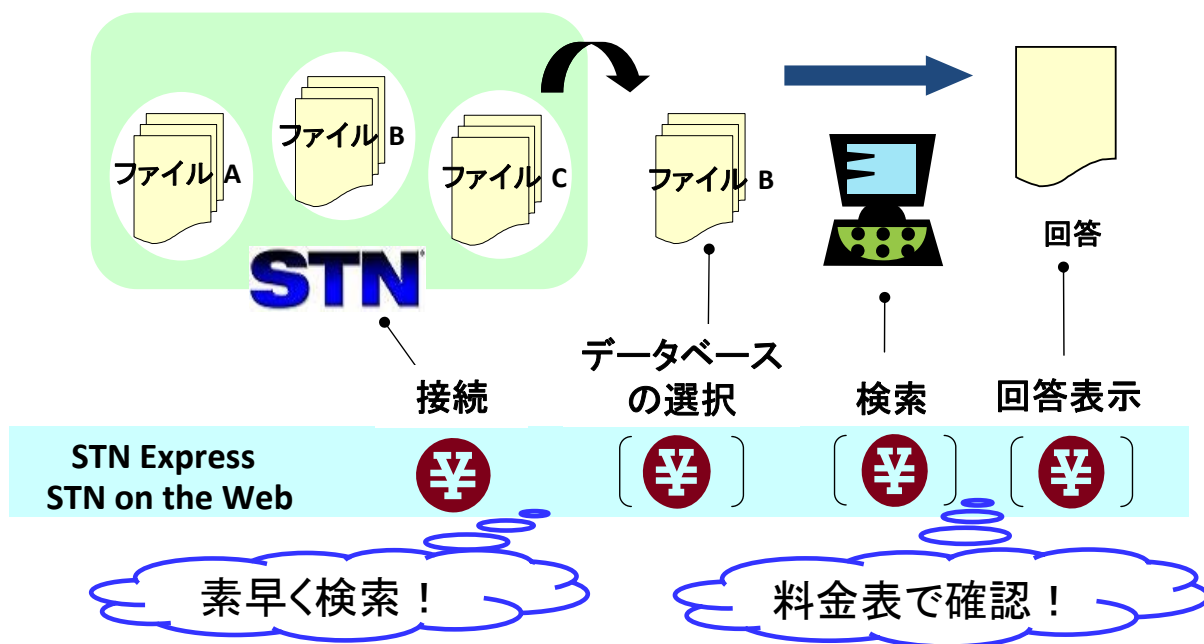 ファイル A
ファイル B
ファイル C
ファイル B
STN
回答
接続
データベース
の選択
検索
回答表示
STN Express
STN on the Web
¥
( ¥ )
( ¥ )
( ¥ )
素早く検索！
料金表で確認！